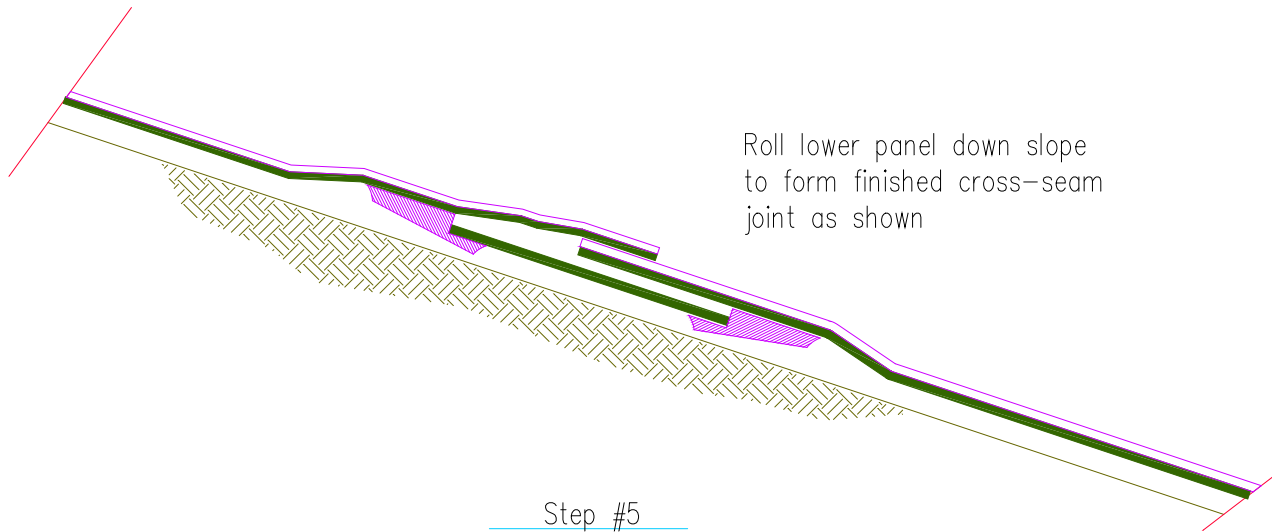 Roll lower panel down slope
to form finished cross-seam
joint as shown
Step #5